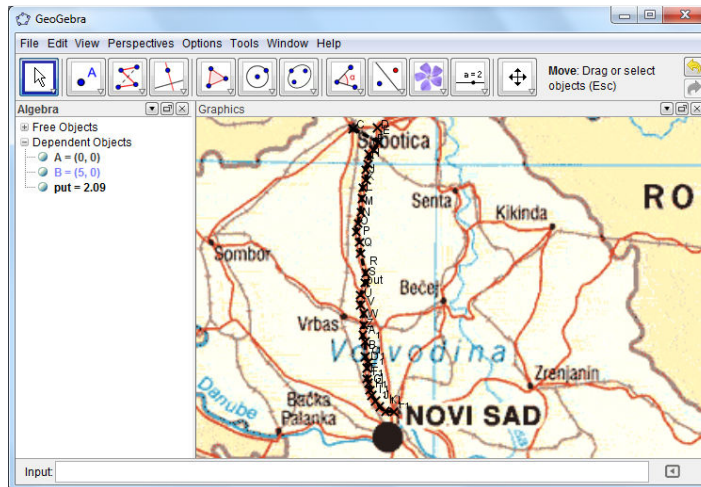 GeoGebra
File Edit View Perspectives Options Tools Window Help
A
a = 2
Move: Drag or select
objects (Esc)
Algebra
Graphics
Free Objects
Dependent Objects
A = (0, 0)
B = (5, 0)
put = 2.09
C
D
E
Subotica
L
M
N
O
P
Q
R
S
put
U
V
W
Senta
Kikinda
RO
Sombor
Bečej
Vrbas
Vojvodina
Zrenjanin
Danube
Bačka
Palanka
NOVI SAD
Input: